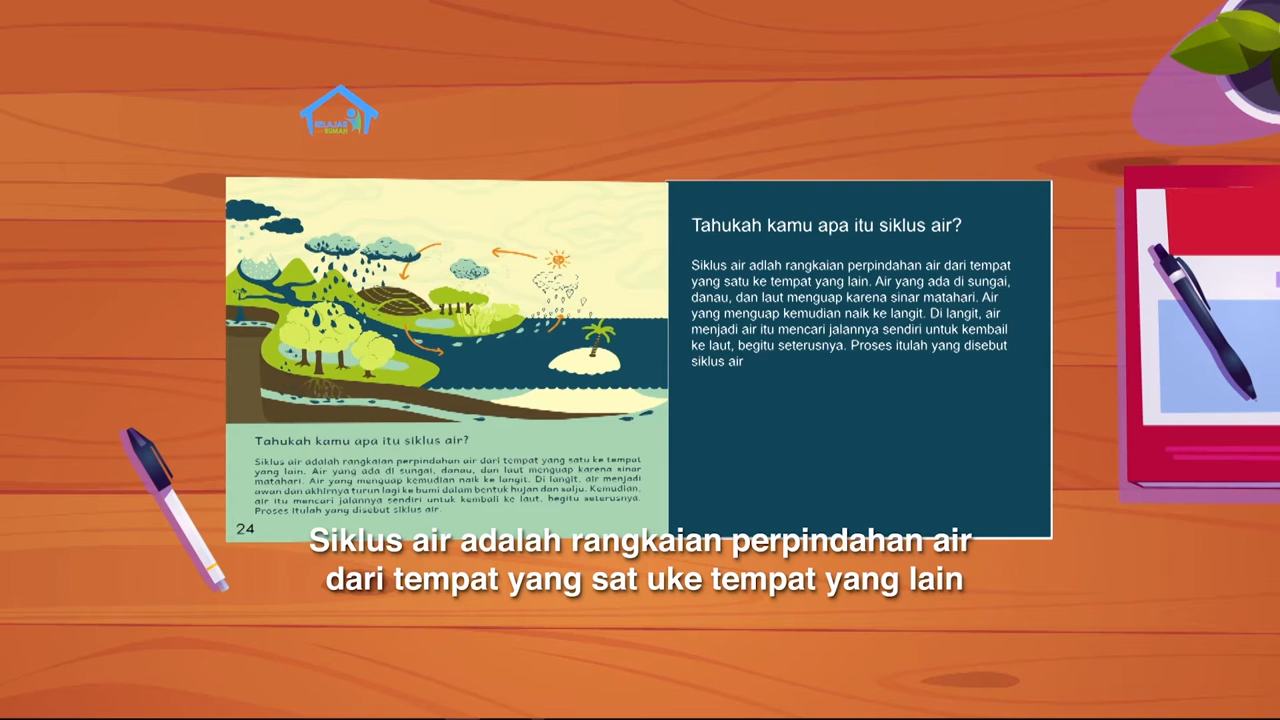 BELAJAR
RUMAH
Tahukah kamu apa itu siklus air?
Siklus air adalah rangkaian perpindahan air dari tempat yang satu ke tempat
yang lain. Air yang ada di sungai, danau, dan laut menguap karena sinar
matahari. Air yang menguap kemudian naik ke langit. Di langit, air menjadi
awan dan akhirnya turun lagi ke bumi dalam bentuk hujan dan salju. Kemudian,
air itu mencari jalannya sendiri untuk kembali ke laut, begitu seterusnya.
Proses itulah yang disebut siklus air.
24
Tahukah kamu apa itu siklus air?
Siklus air adlah rangkaian perpindahan air dari tempat
yang satu ke tempat yang lain. Air yang ada di sungai,
danau, dan laut menguap karena sinar matahari. Air
yang menguap kemudian naik ke langit. Di langit, air
menjadi air itu mencari jalannya sendiri untuk kembail
ke laut, begitu seterusnya. Proses itulah yang disebut
siklus air
Siklus air adalah rangkaian perpindahan air
dari tempat yang sat uke tempat yang lain